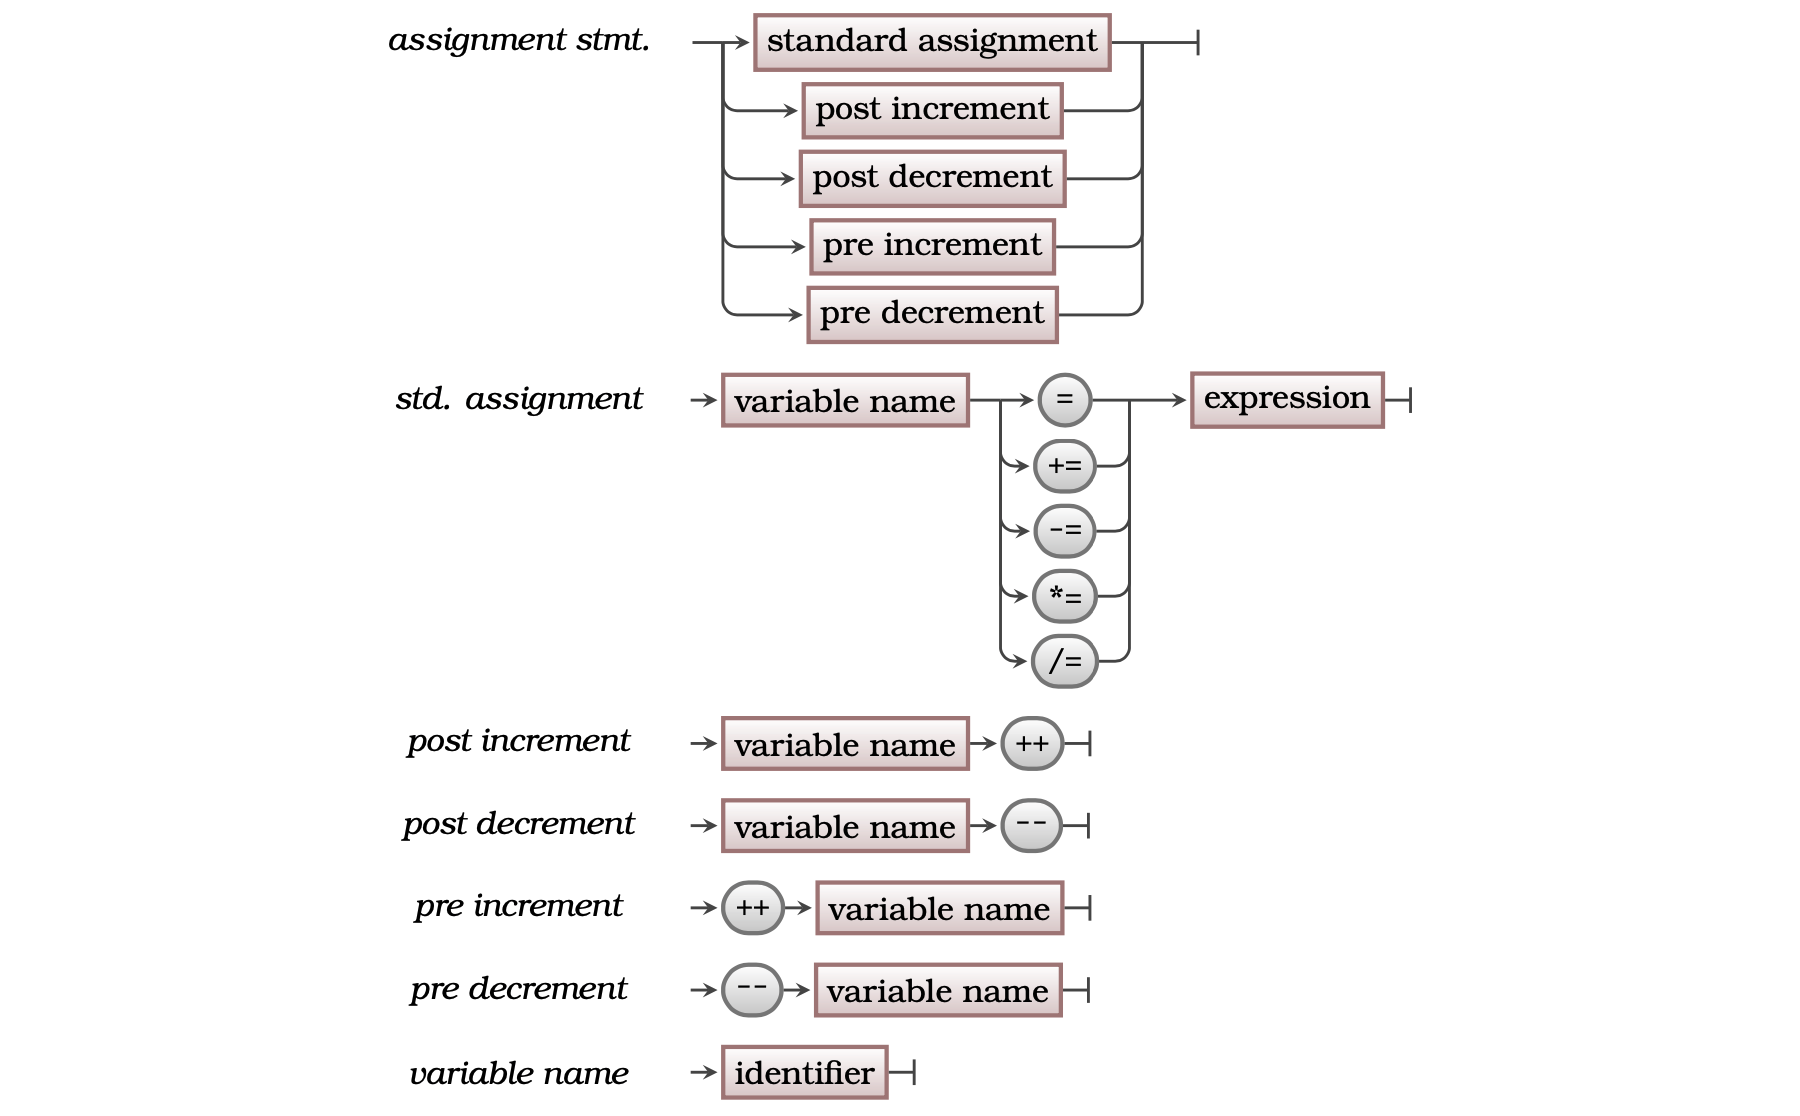 assignment stmt. standard assignment
post increment
post decrement
pre increment
pre decrement
std. assignment variable name = expression
+=
-=
*=
/=
post increment variable name ++
post decrement variable name --
pre increment ++ variable name
pre decrement -- variable name
variable name identifier